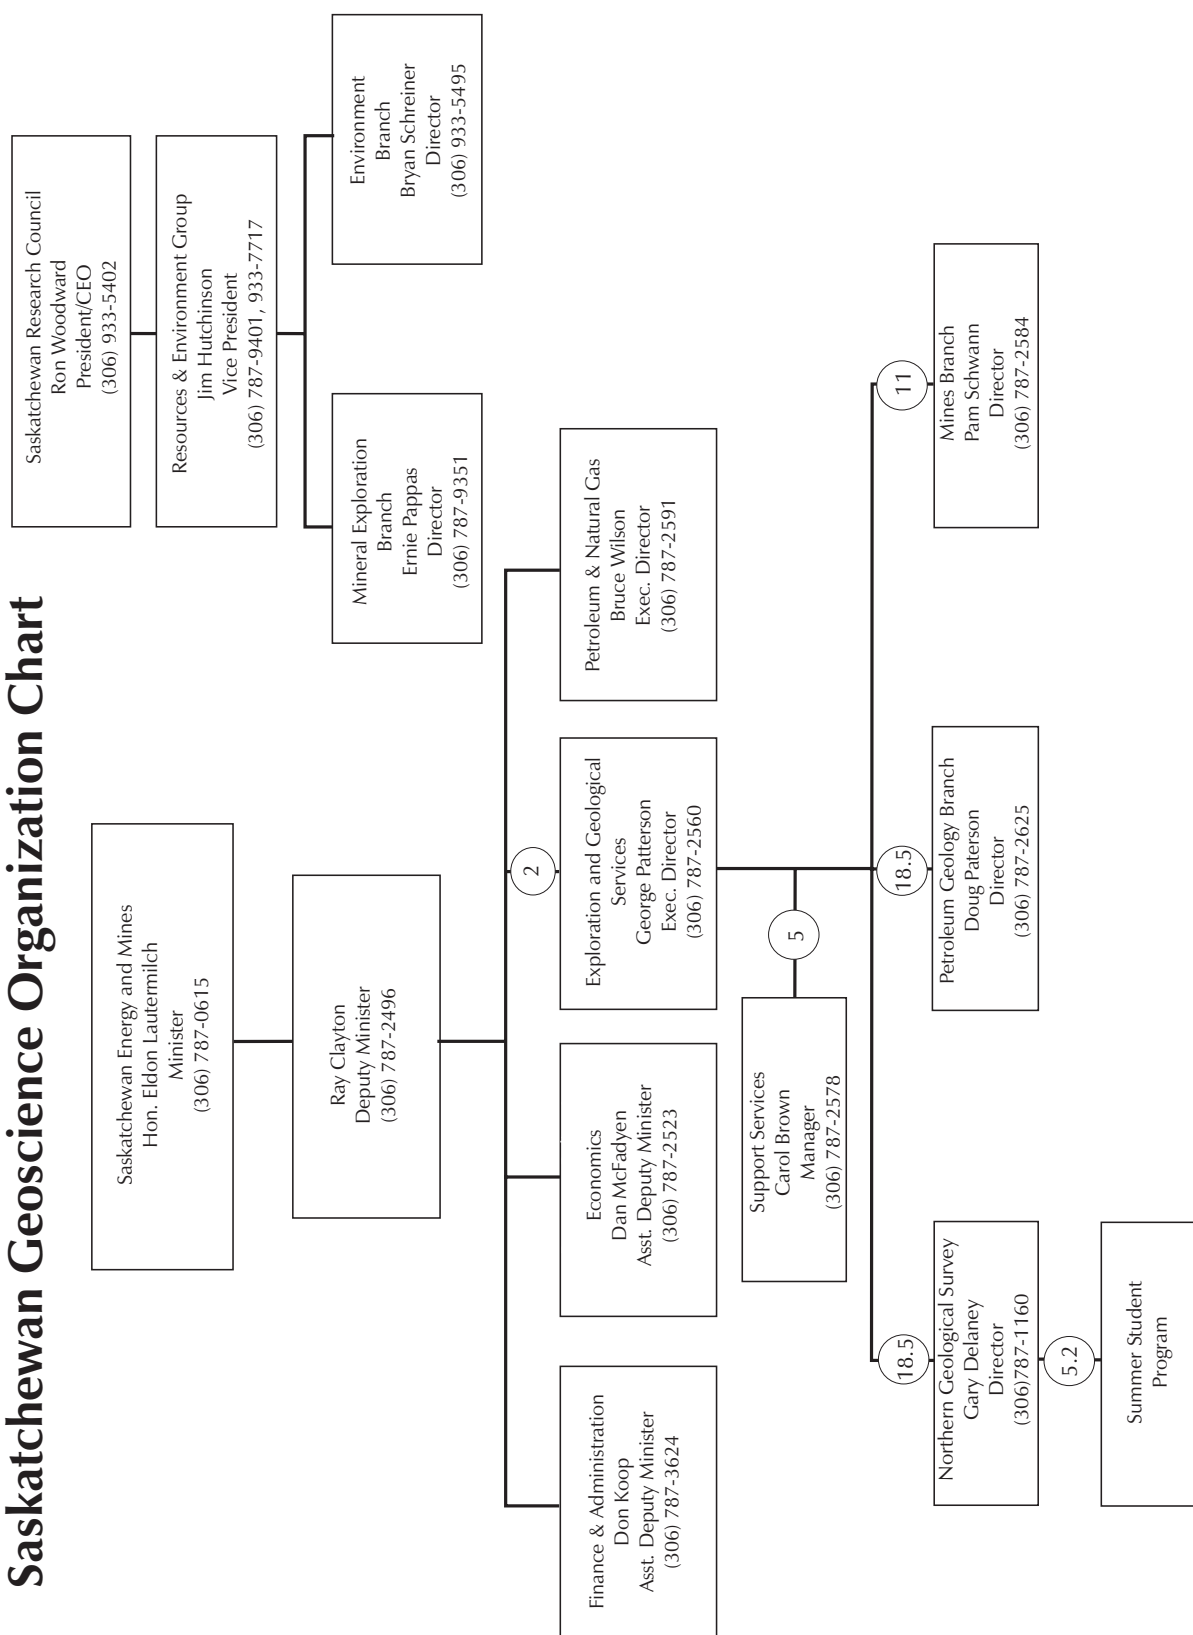 Saskatchewan Geoscience Organization Chart
Saskatchewan Energy and Mines
Hon. Eldon Lautermilch
Minister
(306) 787-0615
Ray Clayton
Deputy Minister
(306) 787-2496
Finance & Administration
Don Koop
Asst. Deputy Minister
(306) 787-3624
Economics
Dan McFadyen
Asst. Deputy Minister
(306) 787-2523
2
Exploration and Geological
Services
George Patterson
Exec. Director
(306) 787-2560
Petroleum & Natural Gas
Bruce Wilson
Exec. Director
(306) 787-2591
5
Support Services
Carol Brown
Manager
(306) 787-2578
18.5
Northern Geological Survey
Gary Delaney
Director
(306)787-1160
5.2
Summer Student
Program
18.5
Petroleum Geology Branch
Doug Paterson
Director
(306) 787-2625
11
Mines Branch
Pam Schwann
Director
(306) 787-2584
Saskatchewan Research Council
Ron Woodward
President/CEO
(306) 933-5402
Resources & Environment Group
Jim Hutchinson
Vice President
(306) 787-9401, 933-7717
Mineral Exploration
Branch
Ernie Pappas
Director
(306) 787-9351
Environment
Branch
Bryan Schreiner
Director
(306) 933-5495